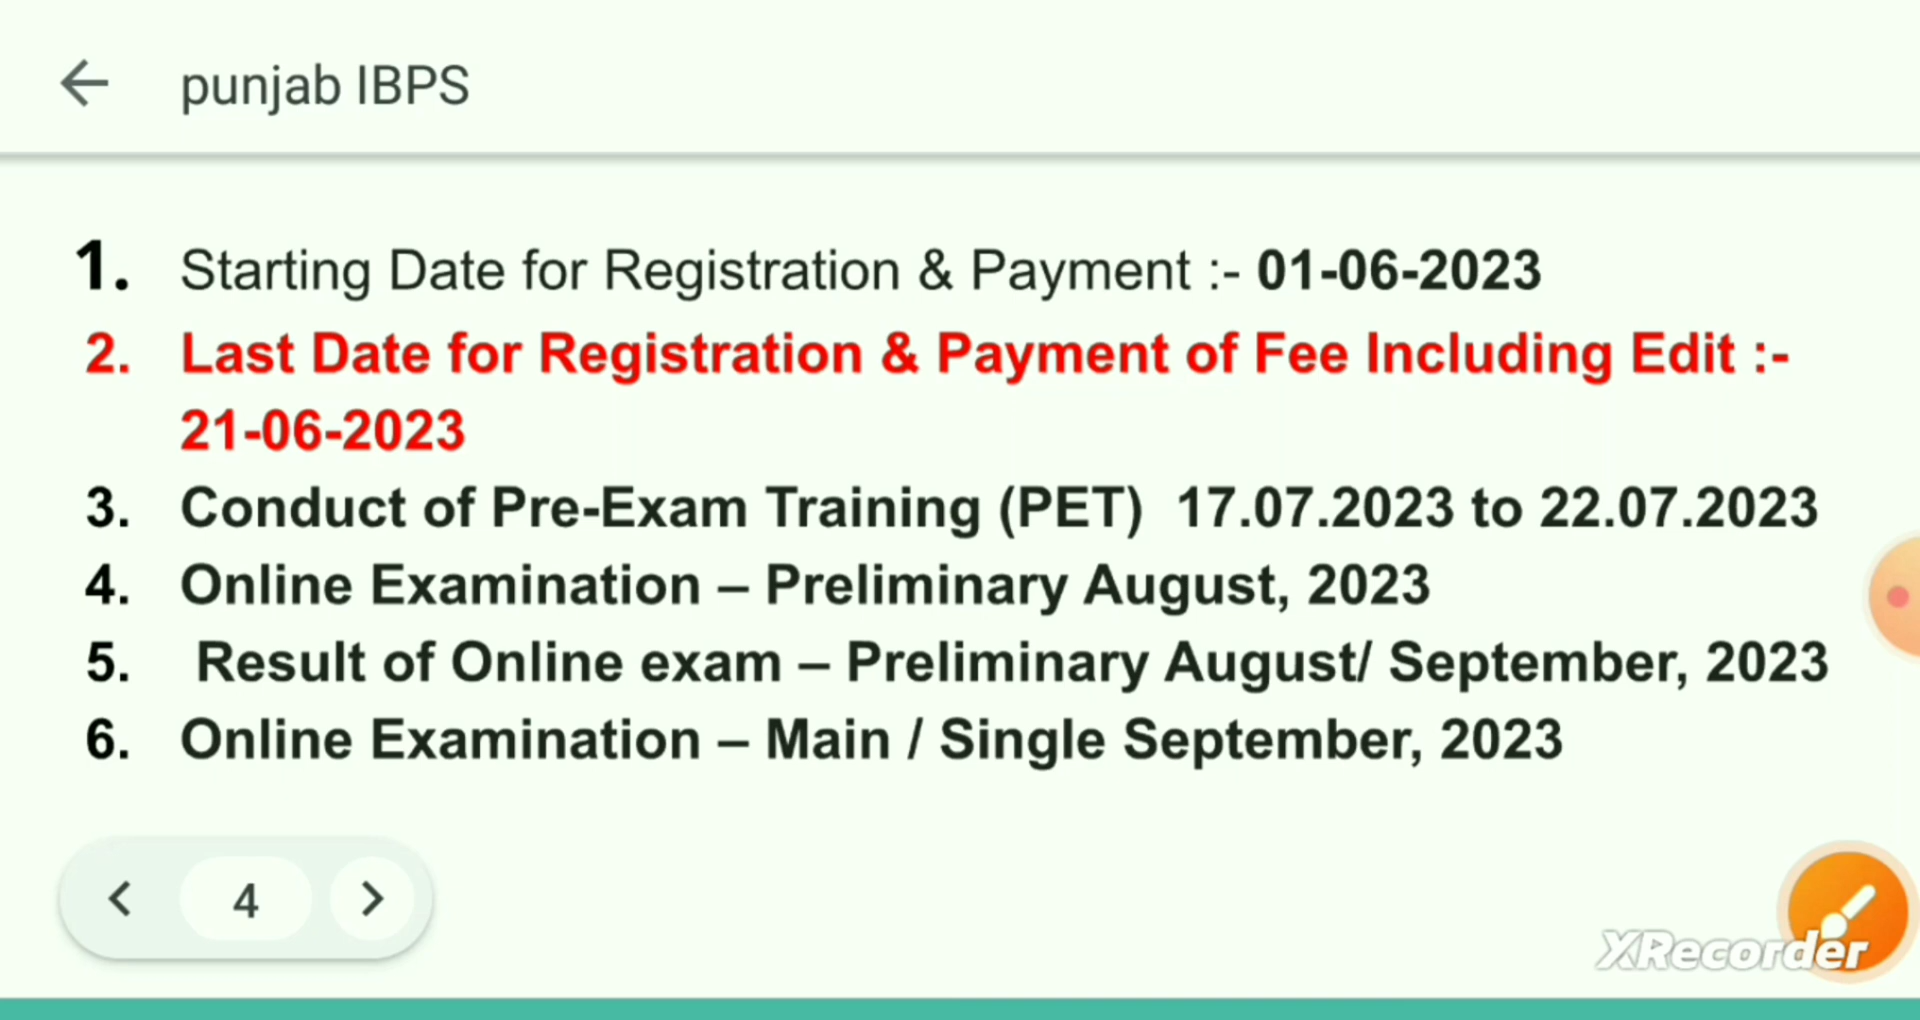 punjab IBPS
1. Starting Date for Registration & Payment :- 01-06-2023
2. Last Date for Registration & Payment of Fee Including Edit :-
21-06-2023
3. Conduct of Pre-Exam Training (PET) 17.07.2023 to 22.07.2023
4. Online Examination – Preliminary August, 2023
5. Result of Online exam – Preliminary August/ September, 2023
6. Online Examination – Main / Single September, 2023
4
XRecorder